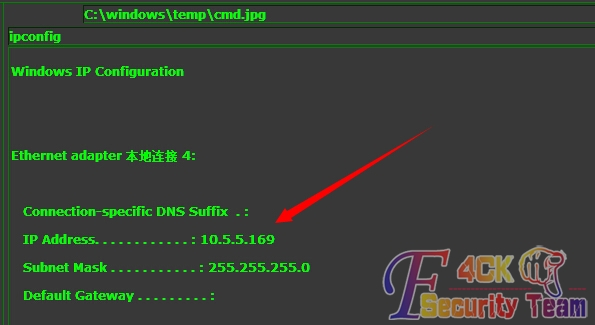 C:\windows\temp\cmd.jpg
ipconfig
Windows IP Configuration
Ethernet adapter 本地连接 4:
Connection-specific DNS Suffix . :
IP Address. . . . . . . . . . . . : 10.5.5.169
Subnet Mask . . . . . . . . . . . : 255.255.255.0
Default Gateway . . . . . . . . . :
F4CK
Security Team